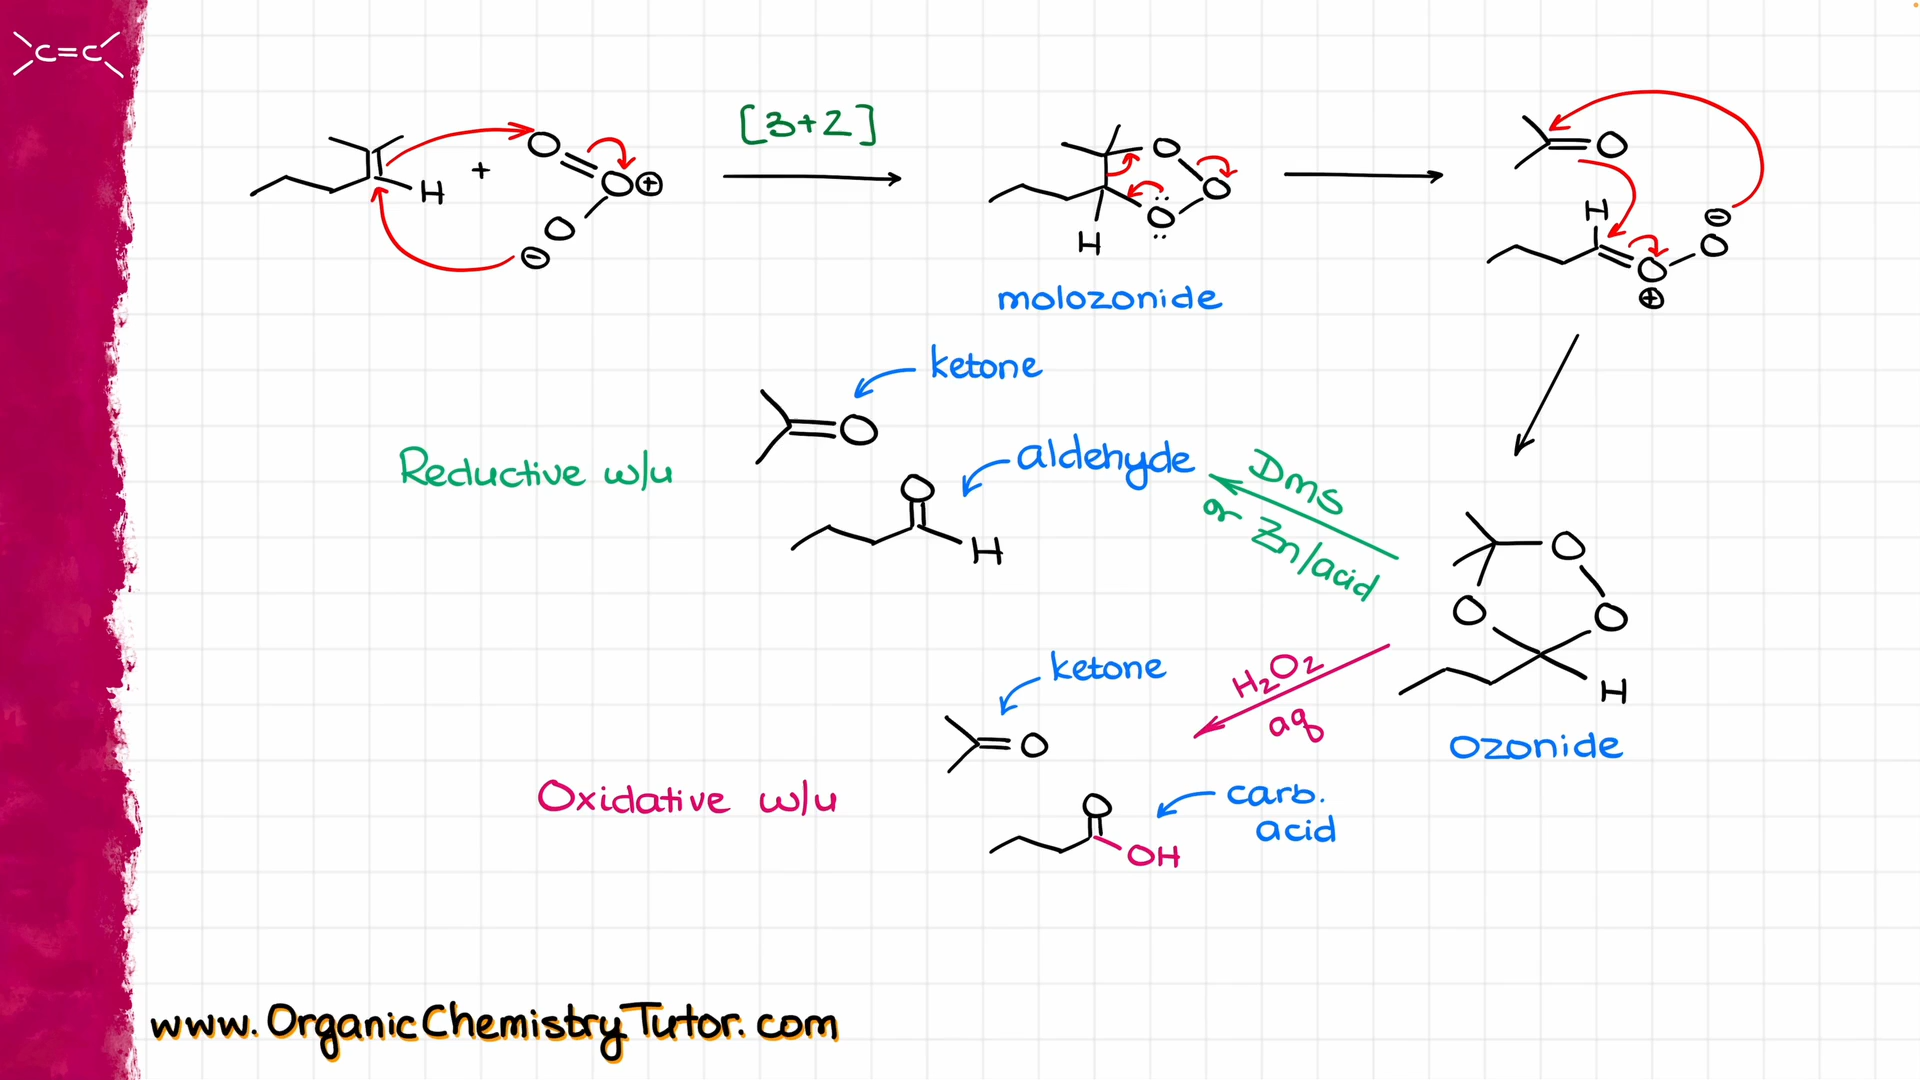 C=C
[3+2]
+
O
O⊕
O
⊖
H
O
O
O
H
molozonide
O
H
O
⊕
O
⊖
ketone
O
Reductive w/u
aldehyde
O
H
Dms
or Zn/acid
O
O
O
H
ozonide
H2O2
aq
ketone
O
Oxidative w/u
carb.
acid
O
OH
www.OrganicChemistryTutor.com